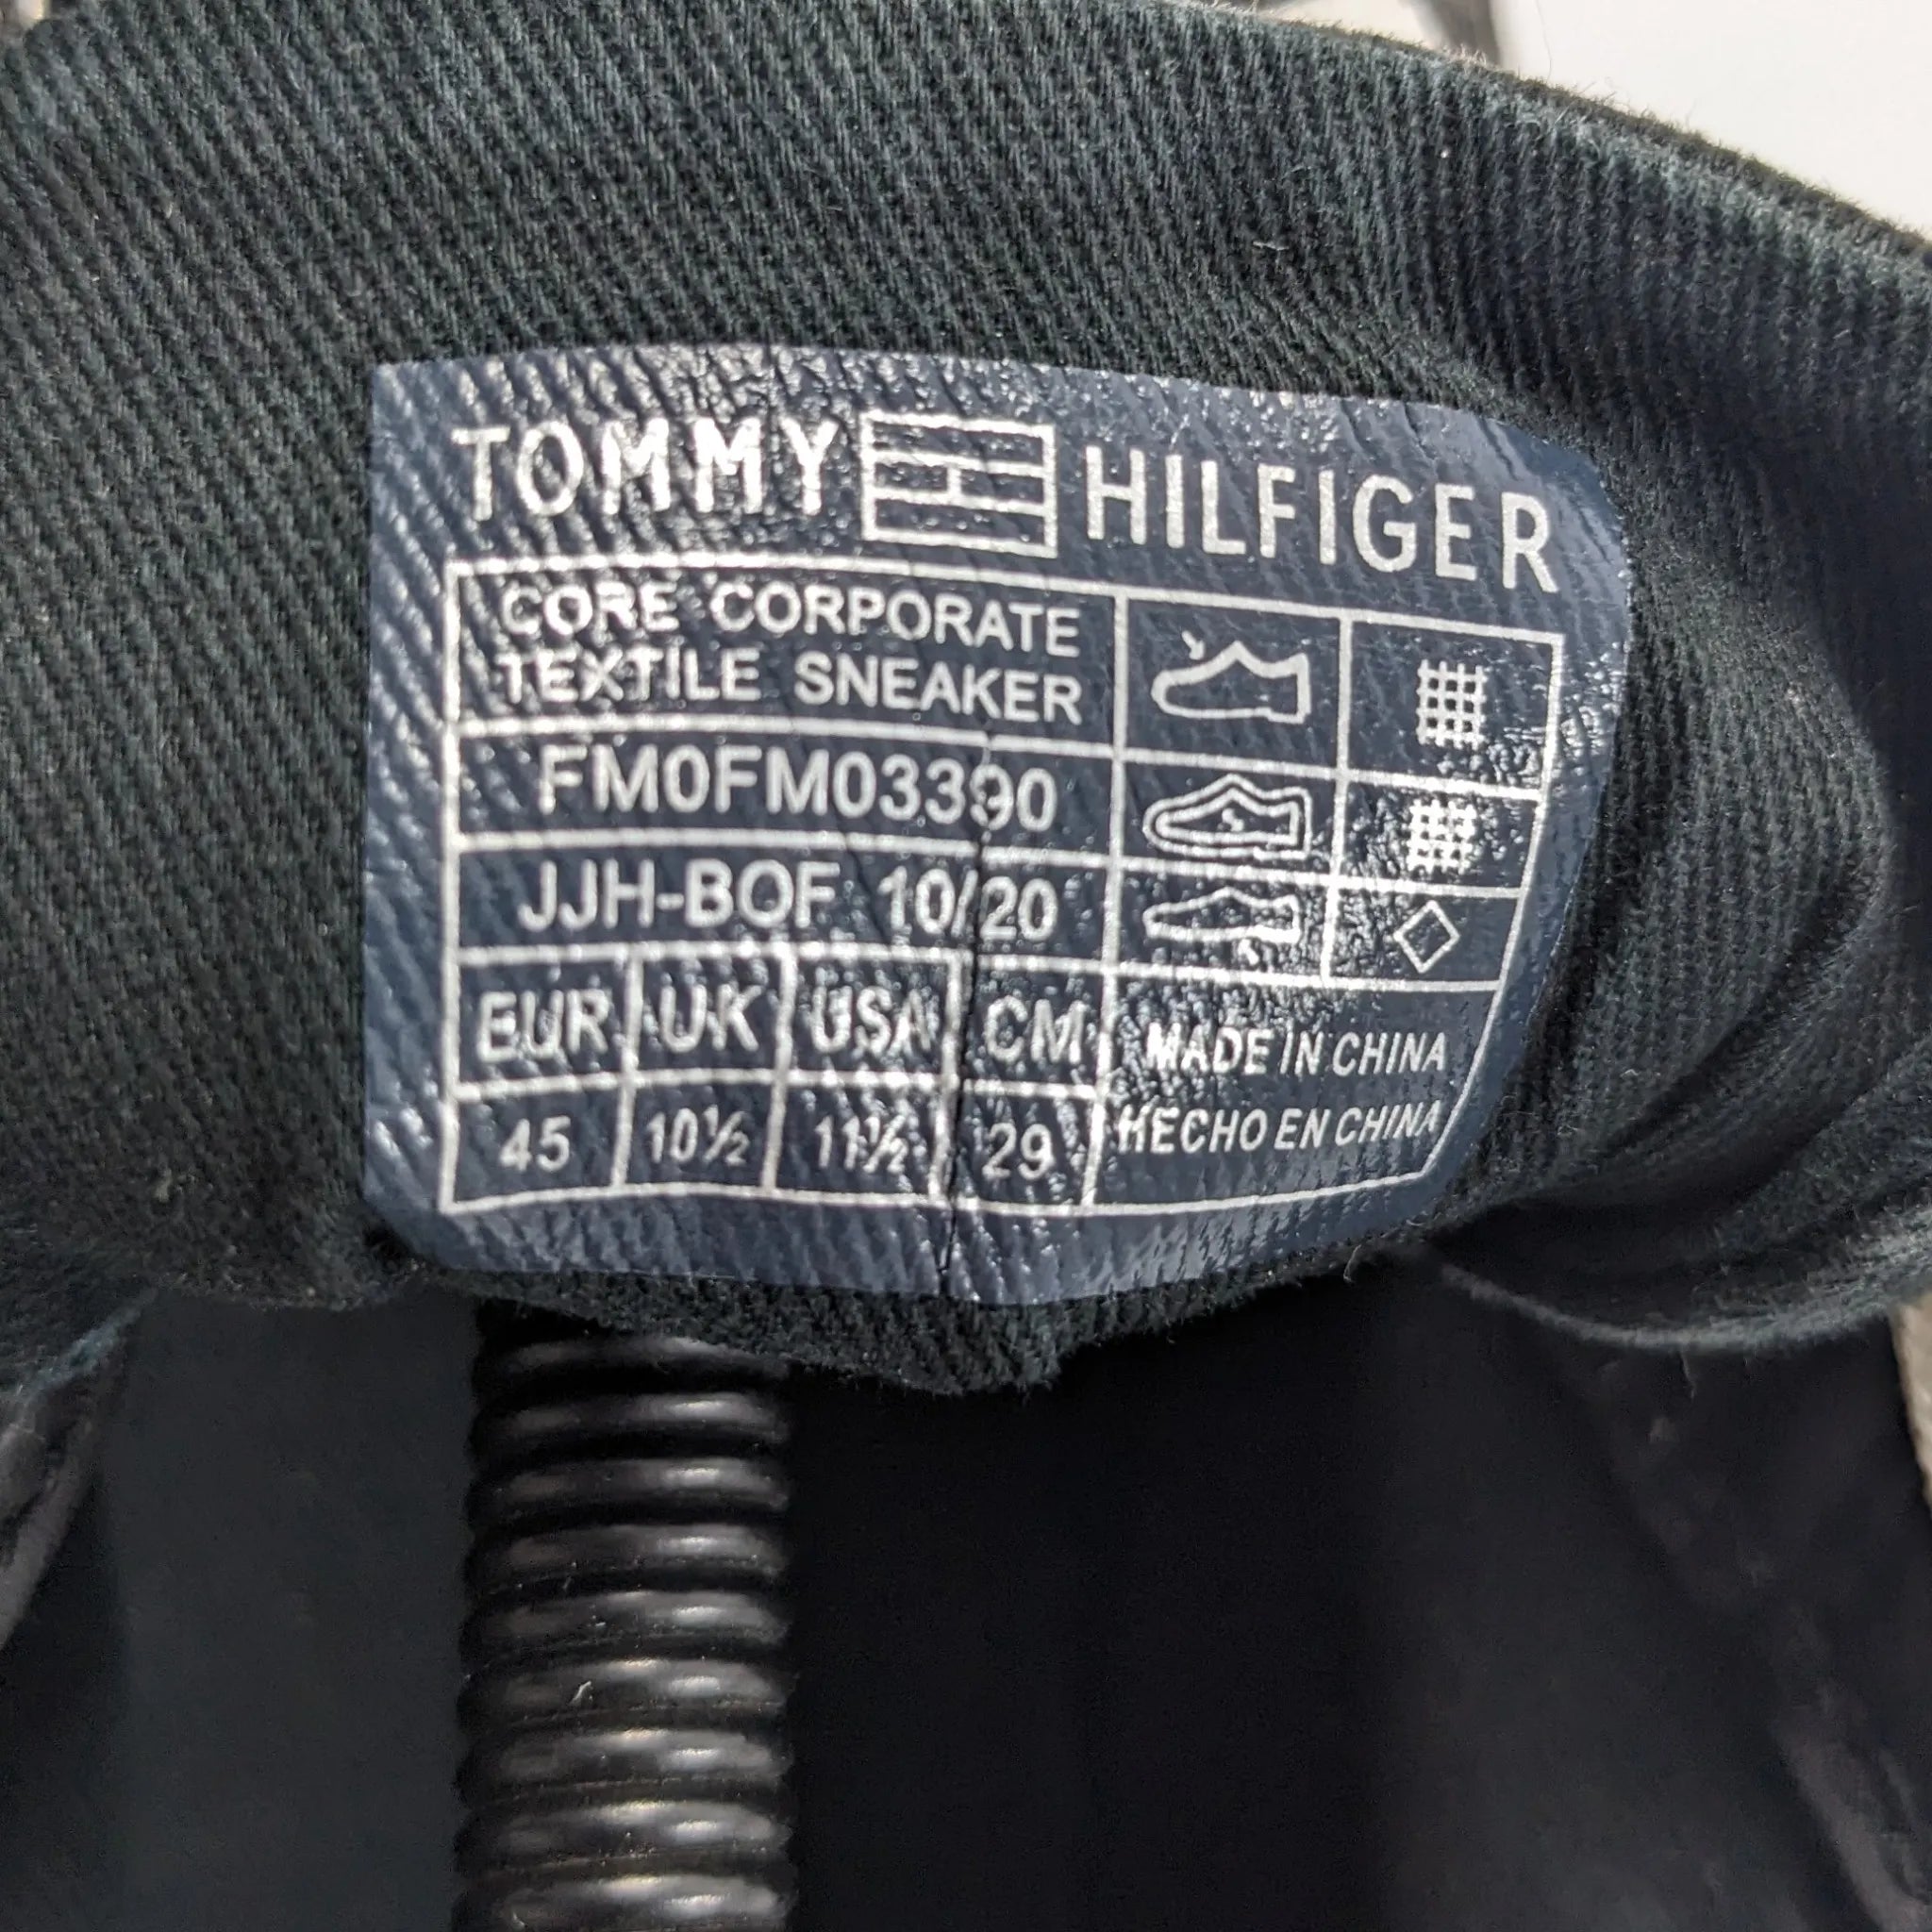 TOMMY HILFIGER
CORE CORPORATE
TEXTILE SNEAKER
FM0FM03390
JJH-BOF 10/20
EUR UK USA CM
45 10½ 11½ 29
MADE IN CHINA
HECHO EN CHINA